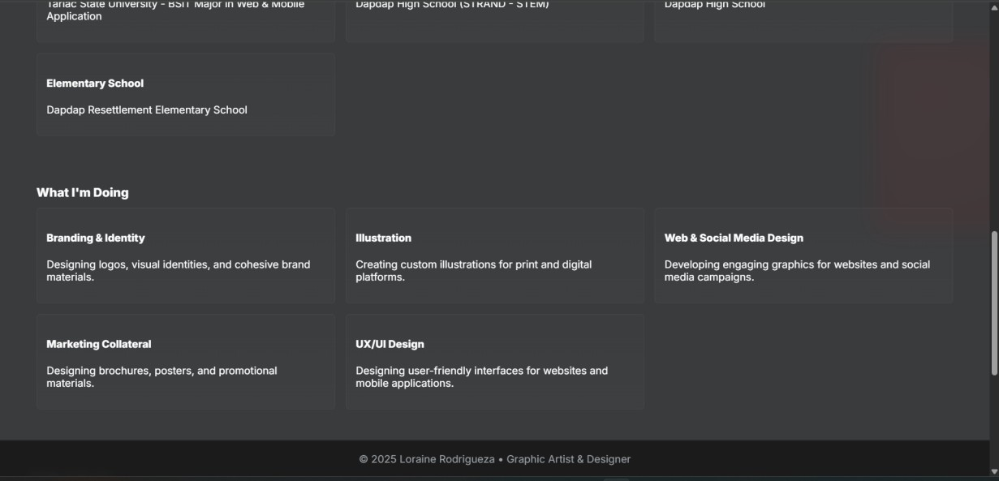 Tarlac State University - BSIT Major in Web & Mobile
Application
Dapdap High School (STRAND - STEM)
Dapdap High School
Elementary School
Dapdap Resettlement Elementary School
What I'm Doing
Branding & Identity
Designing logos, visual identities, and cohesive brand
materials.
Illustration
Creating custom illustrations for print and digital
platforms.
Web & Social Media Design
Developing engaging graphics for websites and social
media campaigns.
Marketing Collateral
Designing brochures, posters, and promotional
materials.
UX/UI Design
Designing user-friendly interfaces for websites and
mobile applications.
© 2025 Loraine Rodrigueza • Graphic Artist & Designer